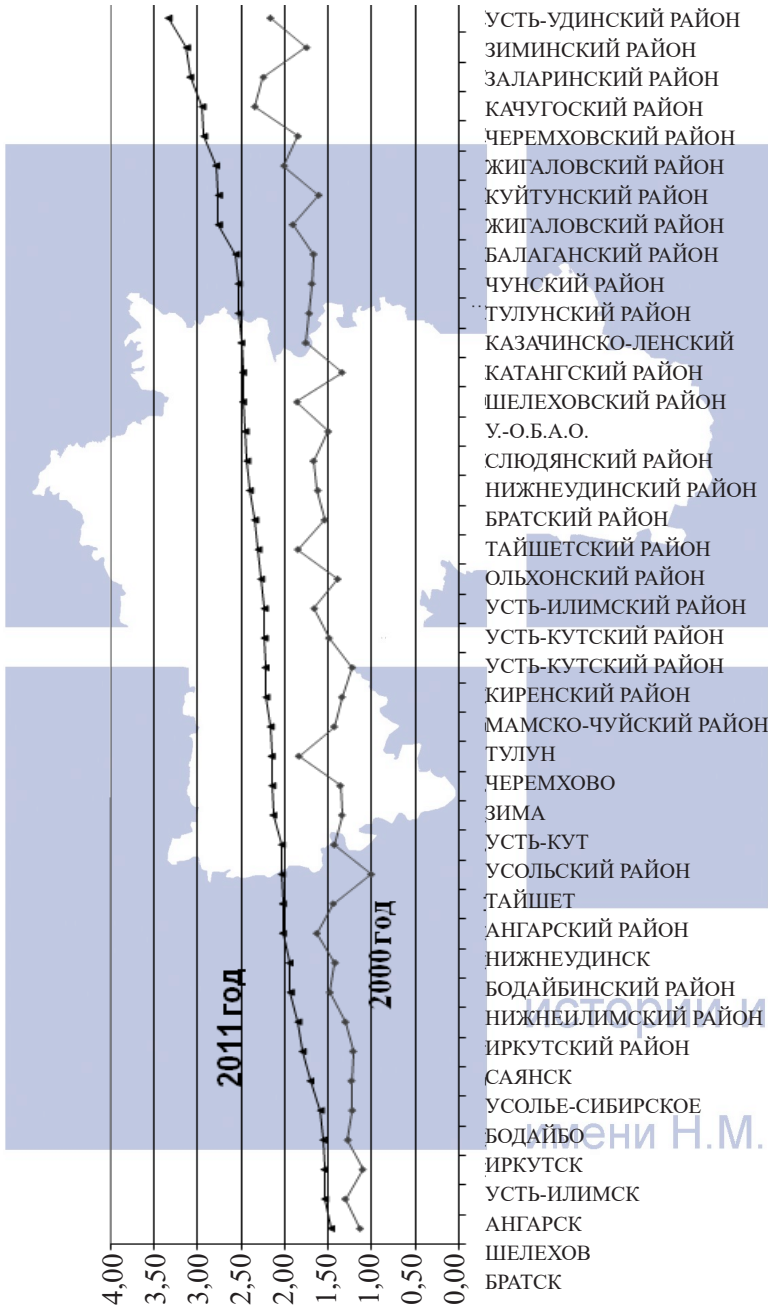 УСТЬ-УДИНСКИЙ РАЙОН
ЗИМИНСКИЙ РАЙОН
ЗАЛАРИНСКИЙ РАЙОН
КАЧУГОСКИЙ РАЙОН
ЧЕРЕМХОВСКИЙ РАЙОН
ЖИГАЛОВСКИЙ РАЙОН
КУЙТУНСКИЙ РАЙОН
ЖИГАЛОВСКИЙ РАЙОН
БАЛАГАНСКИЙ РАЙОН
ЧУНСКИЙ РАЙОН
ТУЛУНСКИЙ РАЙОН
КАЗАЧИНСКО-ЛЕНСКИЙ
КАТАНГСКИЙ РАЙОН
ШЕЛЕХОВСКИЙ РАЙОН
У.-О.Б.А.О.
СЛЮДЯНСКИЙ РАЙОН
НИЖНЕУДИНСКИЙ РАЙОН
БРАТСКИЙ РАЙОН
ТАЙШЕТСКИЙ РАЙОН
ОЛЬХОНСКИЙ РАЙОН
УСТЬ-ИЛИМСКИЙ РАЙОН
УСТЬ-КУТСКИЙ РАЙОН
УСТЬ-КУТСКИЙ РАЙОН
КИРЕНСКИЙ РАЙОН
МАМСКО-ЧУЙСКИЙ РАЙОН
ТУЛУН
ЧЕРЕМХОВО
ЗИМА
УСТЬ-КУТ
УСОЛЬСКИЙ РАЙОН
ТАЙШЕТ
АНГАРСКИЙ РАЙОН
НИЖНЕУДИНСК
БОДАЙБИНСКИЙ РАЙОН
НИЖНЕИЛИМСКИЙ РАЙОН
ИРКУТСКИЙ РАЙОН
САЯНСК
УСОЛЬЕ-СИБИРСКОЕ
БОДАЙБО
ИРКУТСК
УСТЬ-ИЛИМСК
АНГАРСК
ШЕЛЕХОВ
БРАТСК
2011 год
2000 год
4,00
3,50
3,00
2,50
2,00
1,50
1,00
0,50
0,00
истории и
имени Н.М.